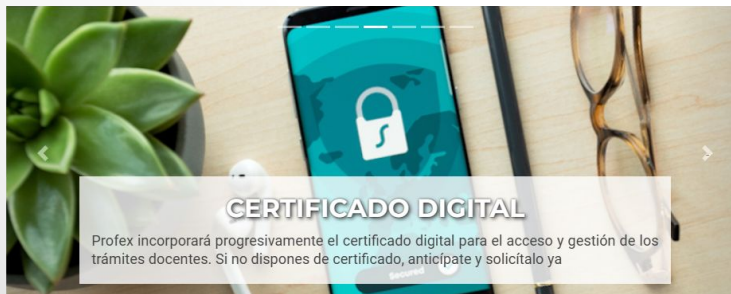 CERTIFICADO DIGITAL
Profex incorporará progresivamente el certificado digital para el acceso y gestión de los
trámites docentes. Si no dispones de certificado, anticípate y solicítalo ya
Secured